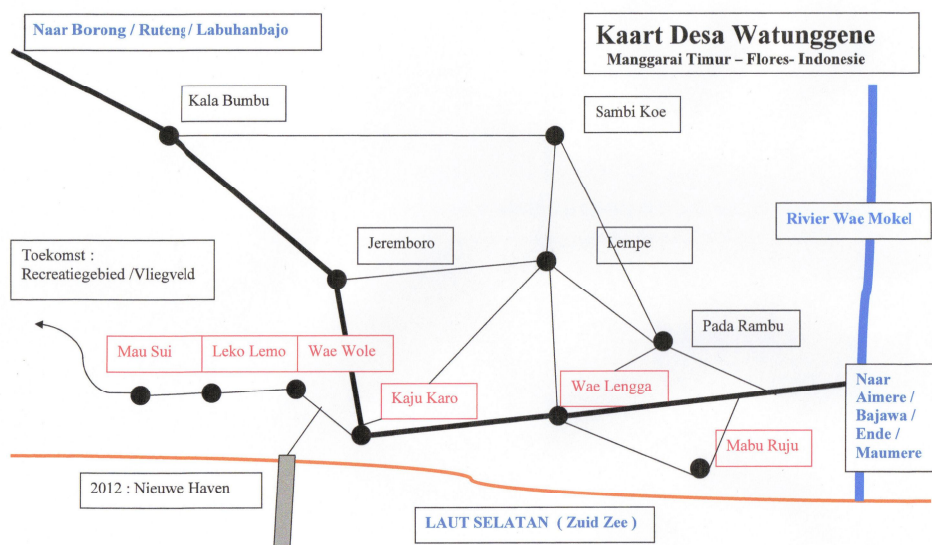 Naar Borong / Ruteng / Labuhanbajo
Kaart Desa Watunggene
Manggarai Timur – Flores- Indonesie
Kala Bumbu
Sambi Koe
Rivier Wae Mokel
Jeremboro
Lempe
Toekomst :
Recreatiegebied /Vliegveld
Pada Rambu
Mau Sui
Leko Lemo
Wae Wole
Kaju Karo
Wae Lengga
Naar
Aimere /
Bajawa /
Ende /
Maumere
Mabu Ruju
2012 : Nieuwe Haven
LAUT SELATAN ( Zuid Zee )